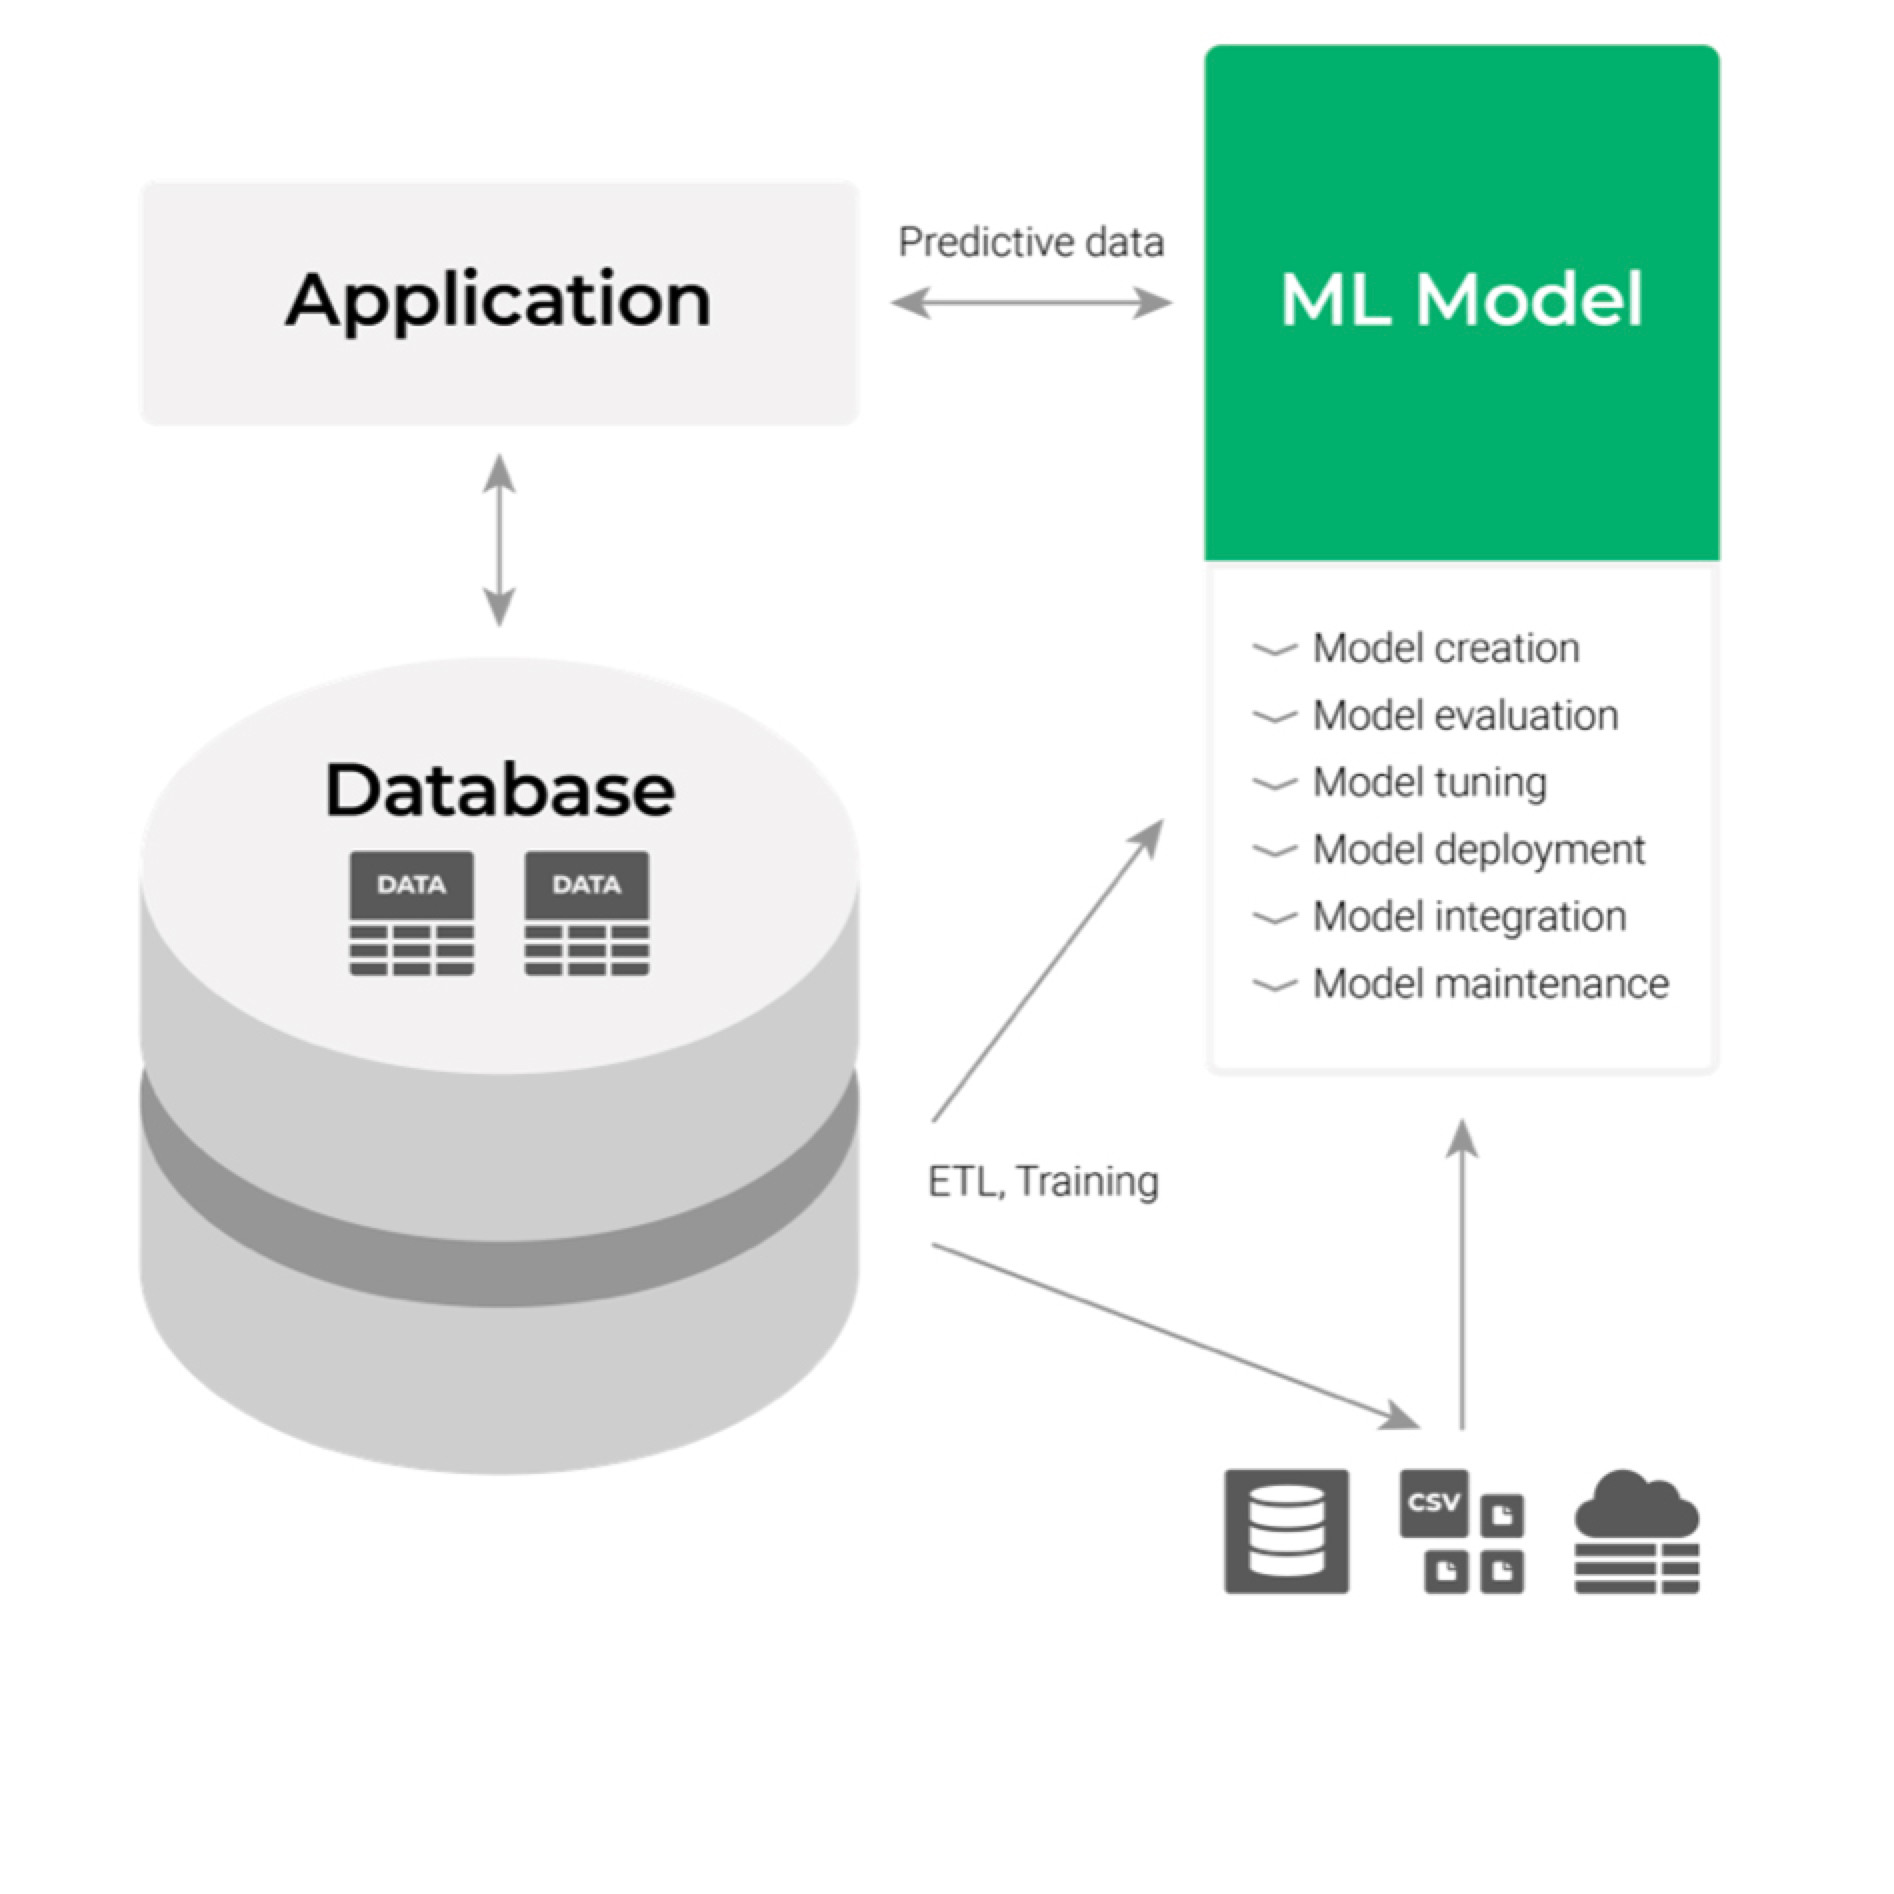 Application
Predictive data
ML Model
Database
DATA
DATA
Model creation
Model evaluation
Model tuning
Model deployment
Model integration
Model maintenance
ETL, Training
CSV